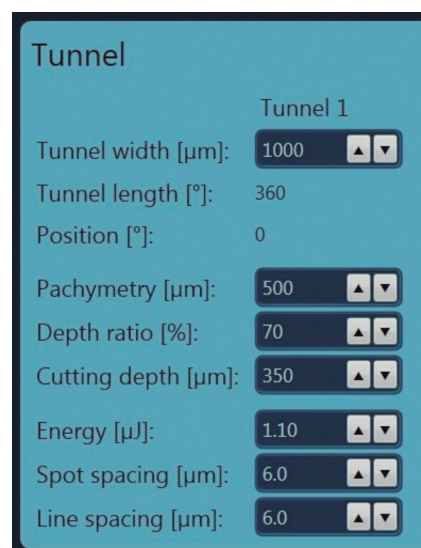 Tunnel
Tunnel 1
Tunnel width [µm]: 1000
Tunnel length [°]: 360
Position [°]: 0
Pachymetry [µm]: 500
Depth ratio [%]: 70
Cutting depth [µm]: 350
Energy [µJ]: 1.10
Spot spacing [µm]: 6.0
Line spacing [µm]: 6.0